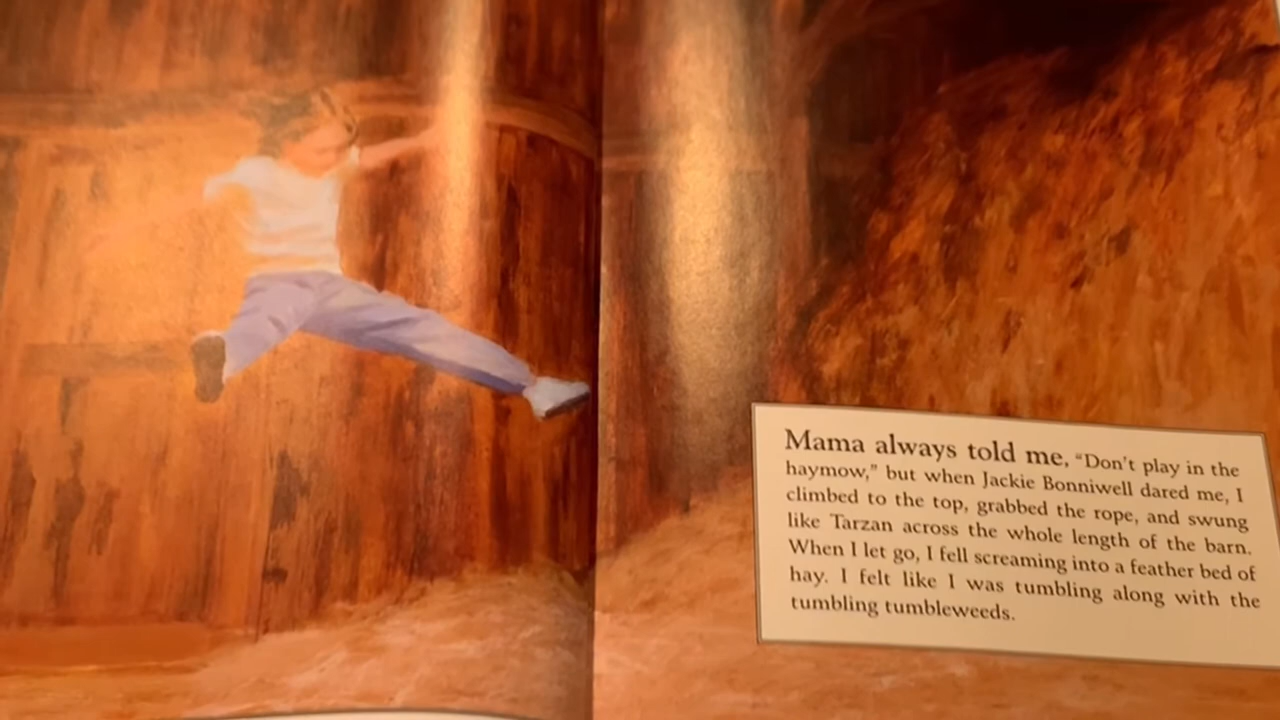 Mama always told me, “Don’t play in the
haymow,” but when Jackie Bonniwell dared me, I
climbed to the top, grabbed the rope, and swung
like Tarzan across the whole length of the barn.
When I let go, I fell screaming into a feather bed of
hay. I felt like I was tumbling along with the
tumbling tumbleweeds.